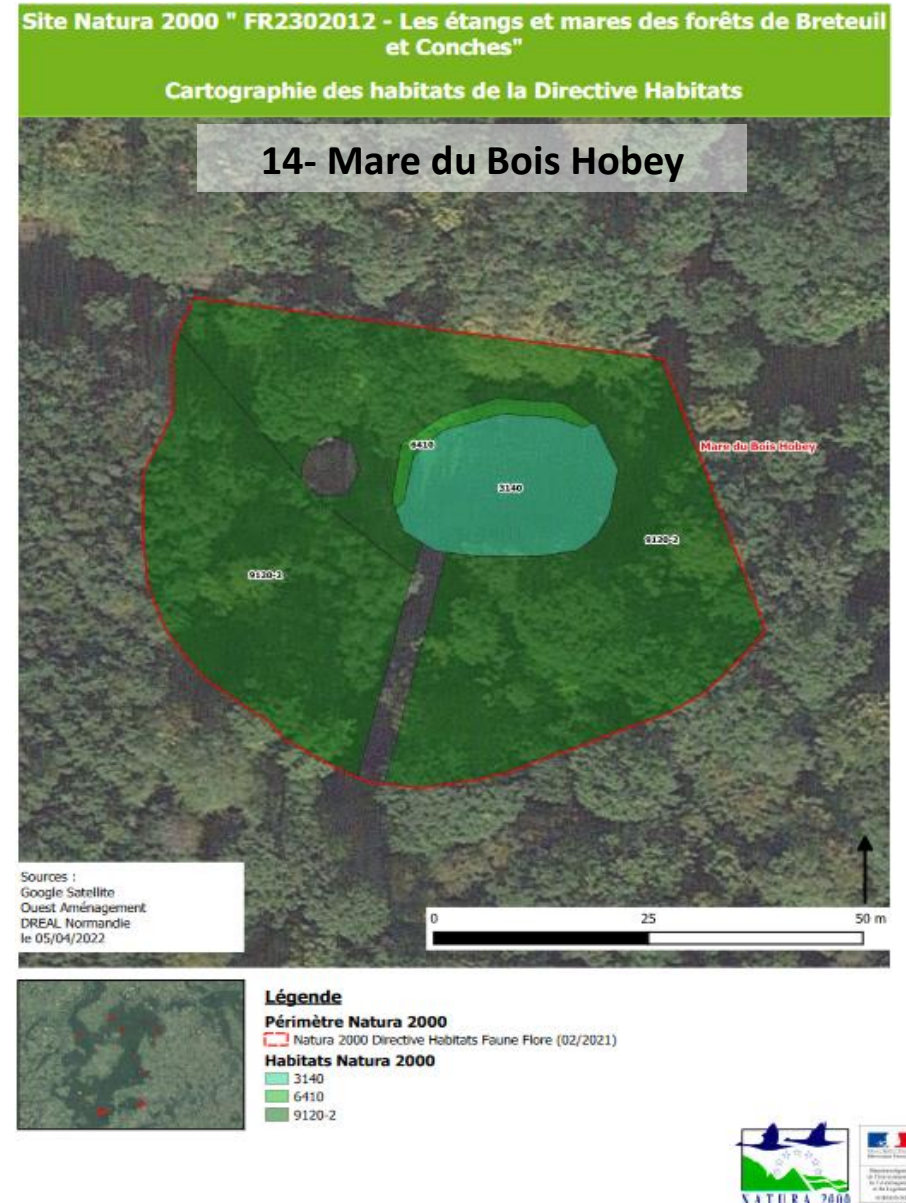 Site Natura 2000 " FR2302012 - Les étangs et mares des forêts de Breteuil
et Conches"
Cartographie des habitats de la Directive Habitats
14- Mare du Bois Hobey
6410
Mare du Bois Hobey
3140
9120-2
9120-2
Sources :
Google Satellite
Ouest Aménagement
DREAL Normandie
le 05/04/2022
0 25 50 m
Légende
Périmètre Natura 2000
Natura 2000 Directive Habitats Faune Flore (02/2021)
Habitats Natura 2000
3140
6410
9120-2
NATURA 2000